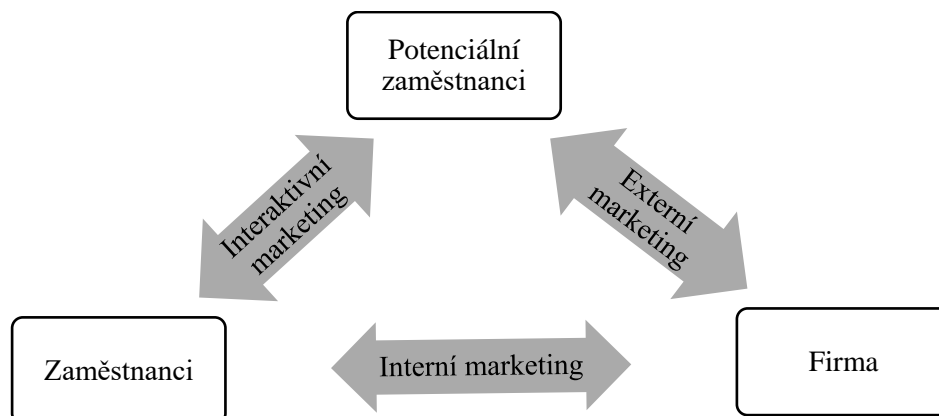 Potenciální
zaměstnanci
Interaktivní
marketing
Externí
marketing
Zaměstnanci
Interní marketing
Firma